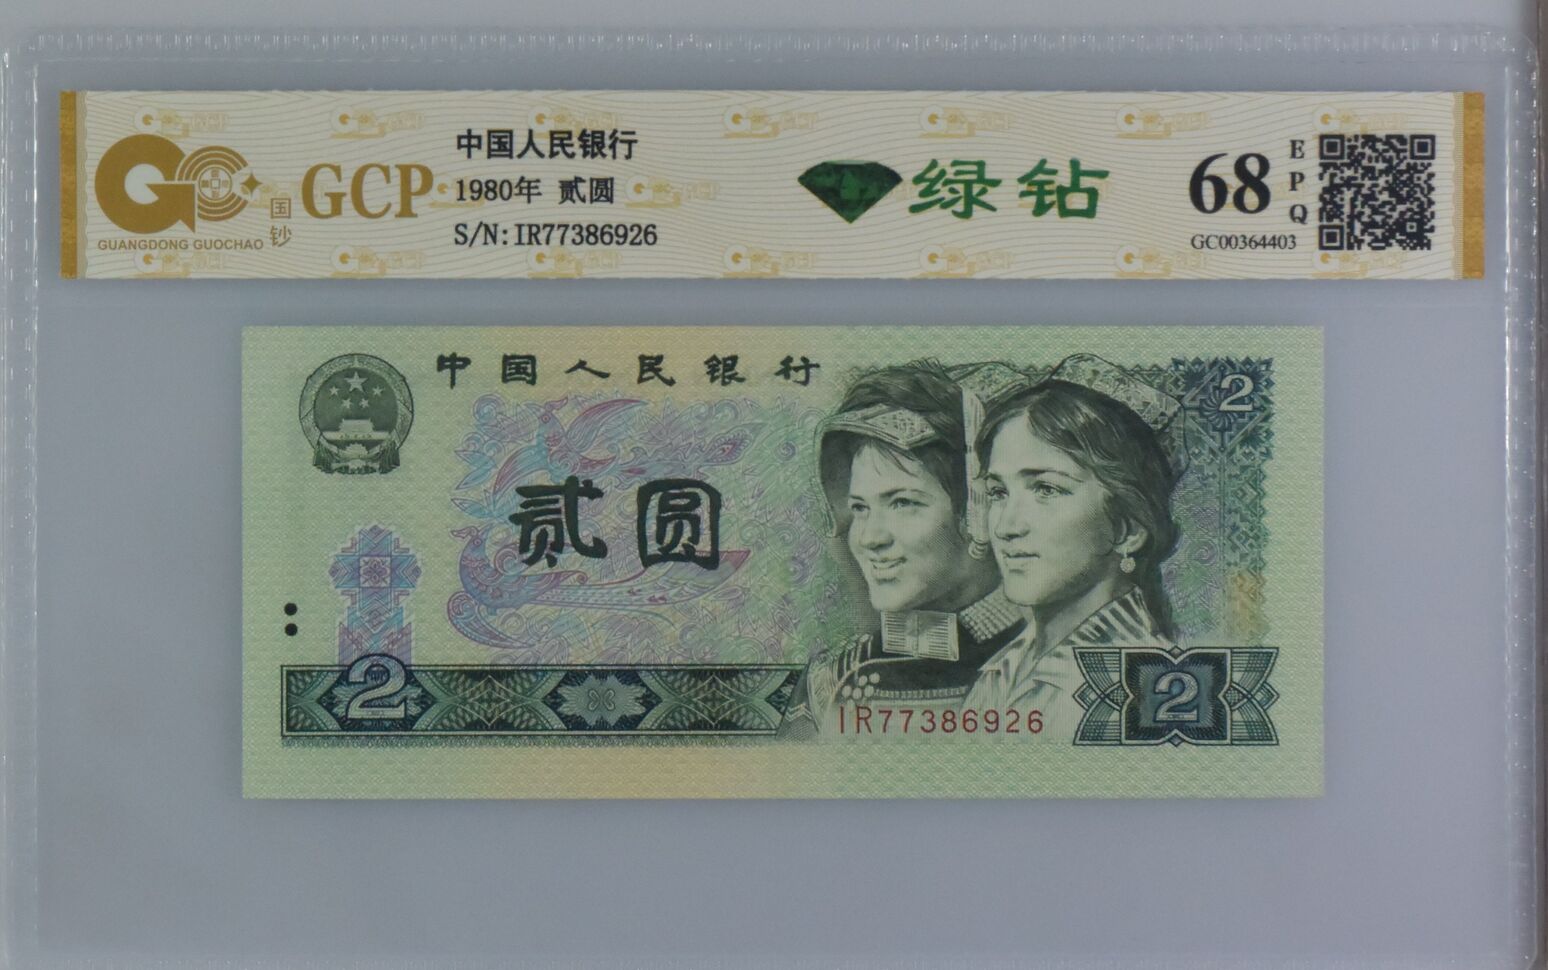 GUANGDONG GUOCHAO
国钞
GCP
中国人民银行
1980年 贰圆
S/N:IR77386926
绿钻
68
EPQ
GC00364403
中国人民银行
2
贰圆
2
IR77386926
2